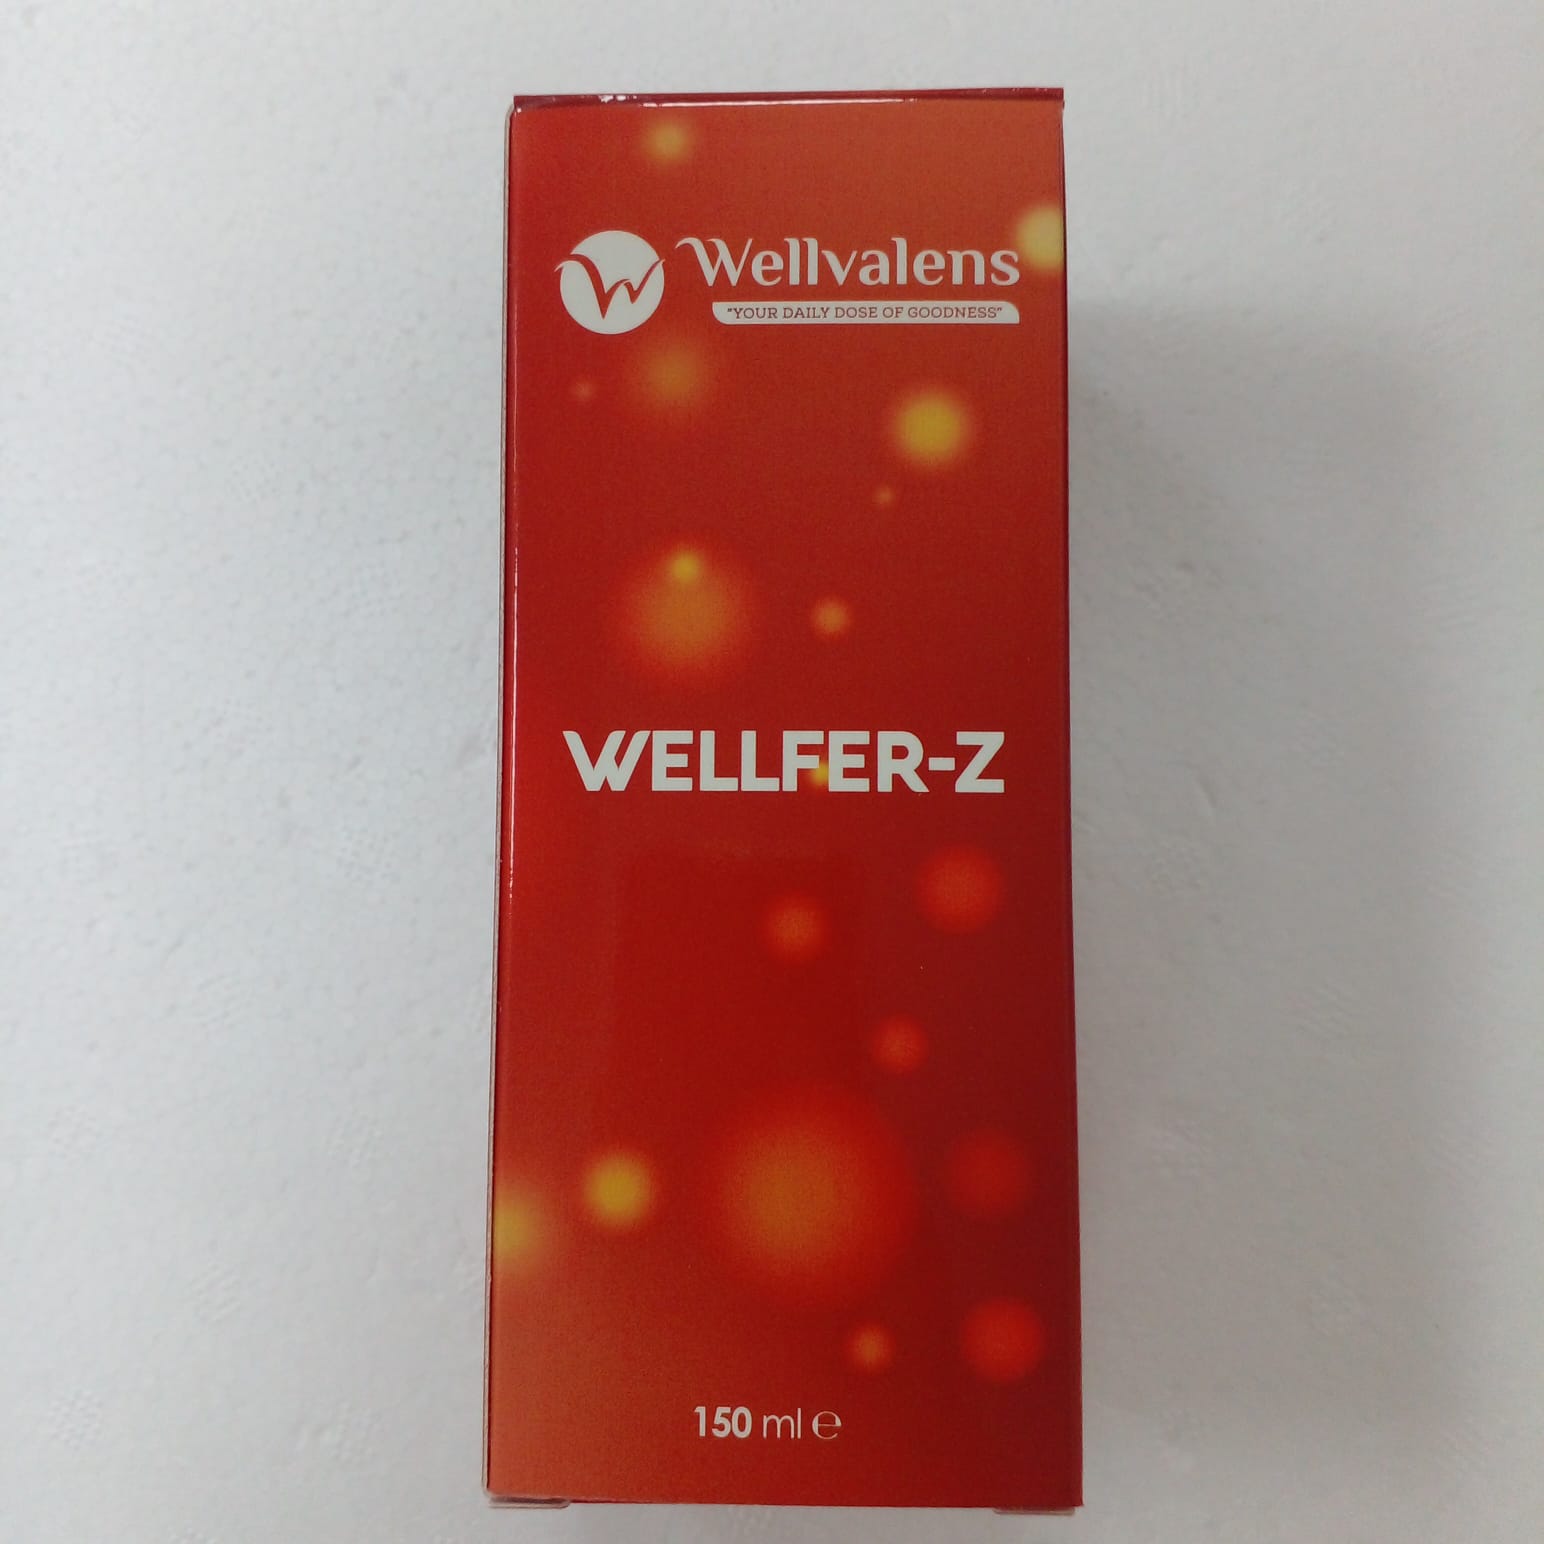 Wellvalens
"YOUR DAILY DOSE OF GOODNESS"
WELLFER-Z
150 ml ℮